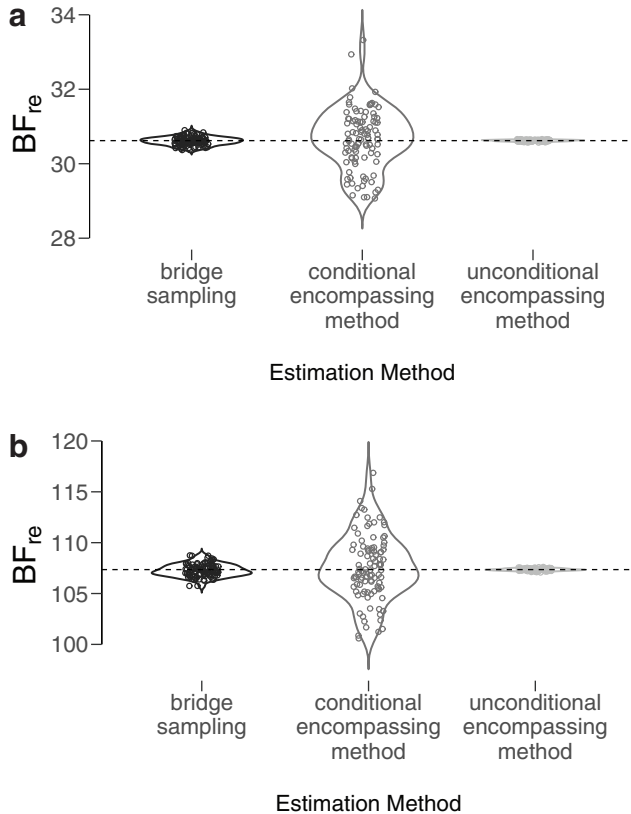 a
34
32
30
28
BFre
bridge
sampling
conditional
encompassing
method
unconditional
encompassing
method
Estimation Method
b
120
115
110
105
100
BFre
bridge
sampling
conditional
encompassing
method
unconditional
encompassing
method
Estimation Method